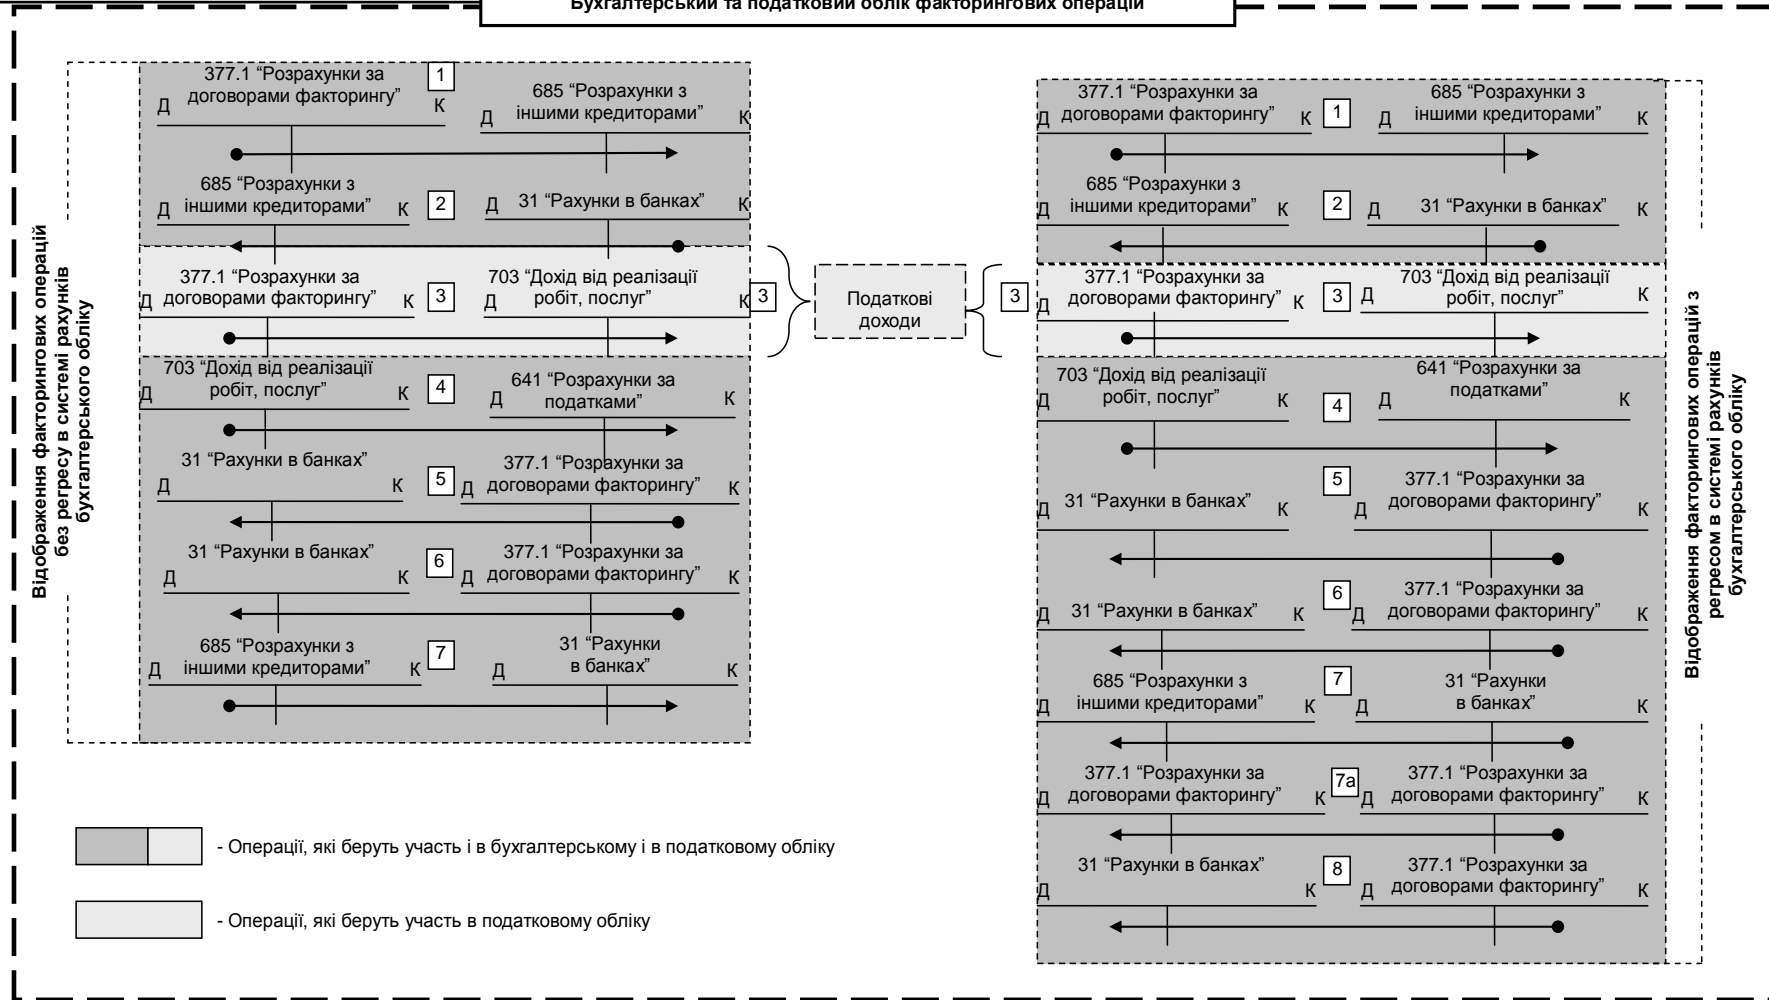 Бухгалтерський та податковий облік факторингових операцій
Відображення факторингових операцій
без регресу в системі рахунків
бухгалтерського обліку
377.1 “Розрахунки за
договорами факторингу”
Д
К
1
685 “Розрахунки з
іншими кредиторами”
Д
К
685 “Розрахунки з
іншими кредиторами”
Д
К
2
31 “Рахунки в банках”
Д
К
377.1 “Розрахунки за
договорами факторингу”
Д
К
3
703 “Дохід від реалізації
робіт, послуг”
Д
К
3
703 “Дохід від реалізації
робіт, послуг”
Д
К
4
641 “Розрахунки за
податками”
Д
К
31 “Рахунки в банках”
Д
К
5
377.1 “Розрахунки за
договорами факторингу”
Д
К
31 “Рахунки в банках”
Д
К
6
377.1 “Розрахунки за
договорами факторингу”
Д
К
685 “Розрахунки з
іншими кредиторами”
Д
К
7
31 “Рахунки
в банках”
Д
К
Податкові
доходи
3
377.1 “Розрахунки за
договорами факторингу”
Д
К
1
685 “Розрахунки з
іншими кредиторами”
Д
К
685 “Розрахунки з
іншими кредиторами”
Д
К
2
31 “Рахунки в банках”
Д
К
377.1 “Розрахунки за
договорами факторингу”
Д
К
3
703 “Дохід від реалізації
робіт, послуг”
Д
К
703 “Дохід від реалізації
робіт, послуг”
Д
К
4
641 “Розрахунки за
податками”
Д
К
31 “Рахунки в банках”
Д
К
5
377.1 “Розрахунки за
договорами факторингу”
Д
К
31 “Рахунки в банках”
Д
К
6
377.1 “Розрахунки за
договорами факторингу”
Д
К
685 “Розрахунки з
іншими кредиторами”
Д
К
7
31 “Рахунки
в банках”
Д
К
377.1 “Розрахунки за
договорами факторингу”
Д
К
7а
377.1 “Розрахунки за
договорами факторингу”
Д
К
31 “Рахунки в банках”
Д
К
8
377.1 “Розрахунки за
договорами факторингу”
Д
К
Відображення факторингових операцій з
регресом в системі рахунків
бухгалтерського обліку
- Операції, які беруть участь і в бухгалтерському і в податковому обліку
- Операції, які беруть участь в податковому обліку